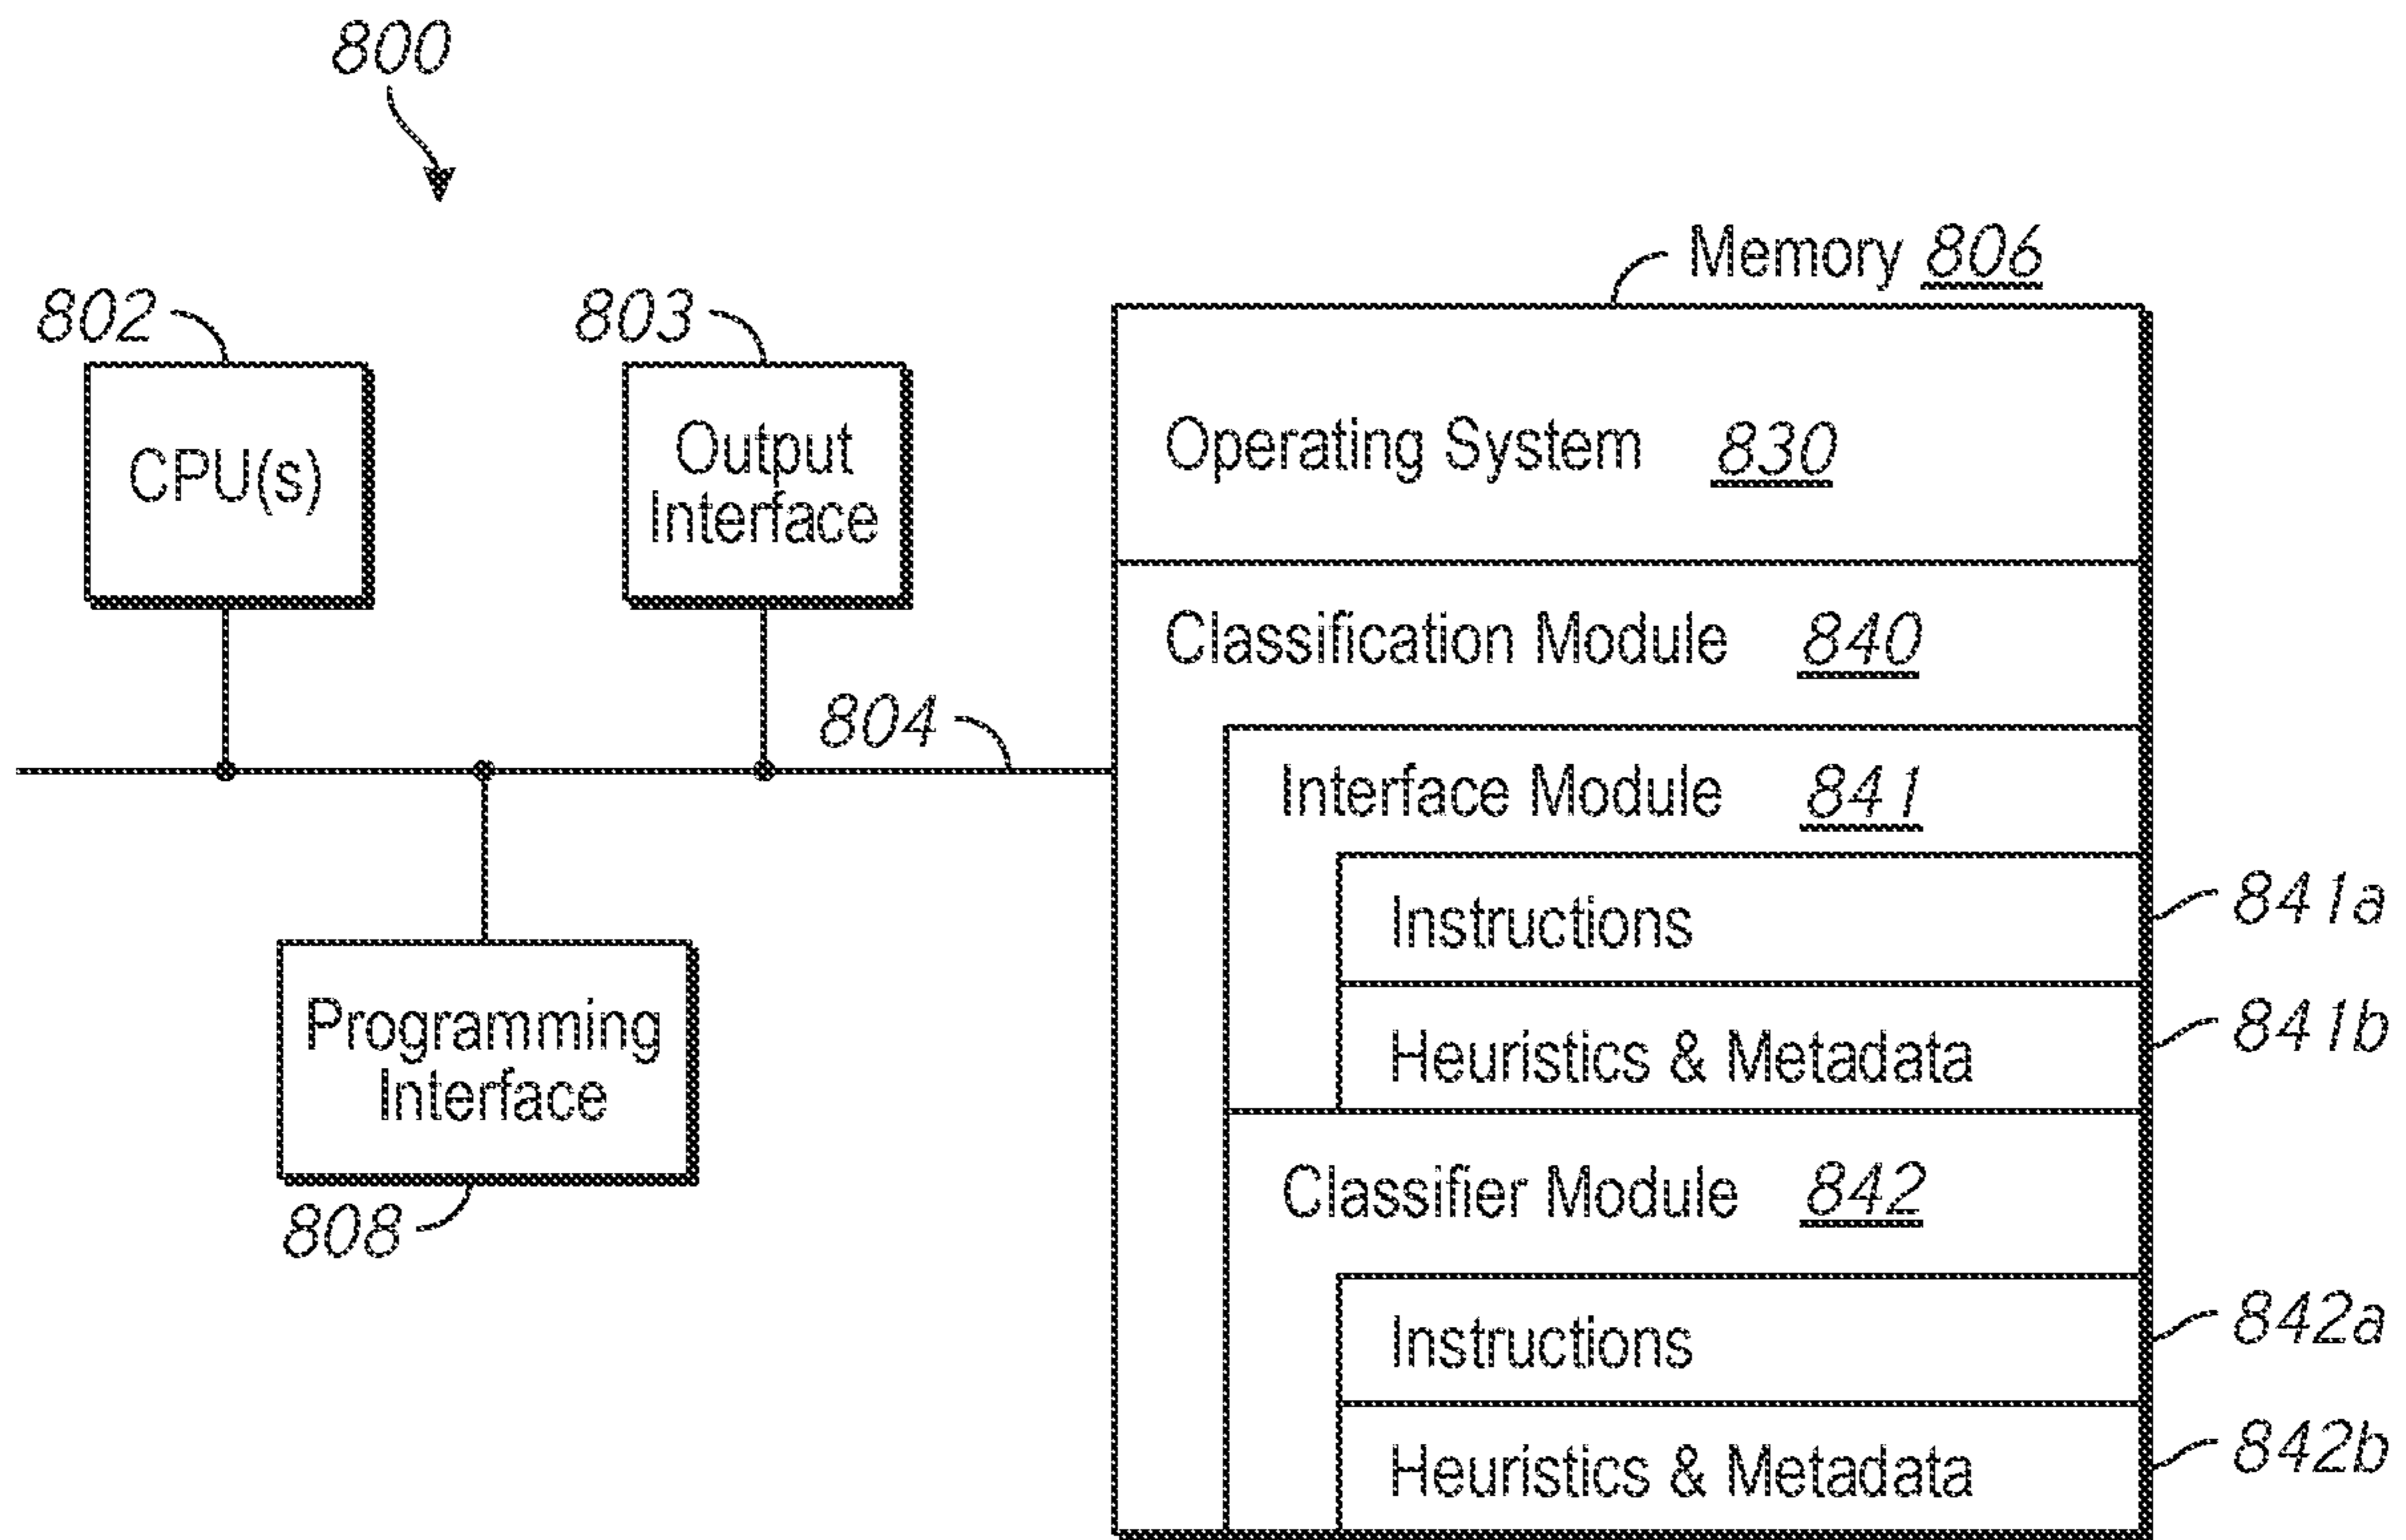 800
Memory 806
802
803
CPU(s)
Output
Interface
Operating System 830
Classification Module 840
804
Interface Module 841
Instructions
841a
Programming
Interface
Heuristics & Metadata
841b
808
Classifier Module 842
Instructions
842a
Heuristics & Metadata
842b